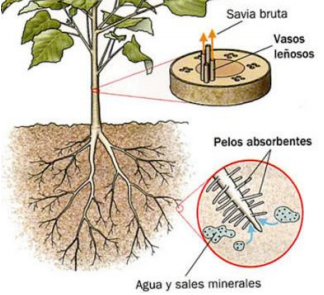 Savia bruta
Vasos
leñosos
Pelos absorbentes
Agua y sales minerales